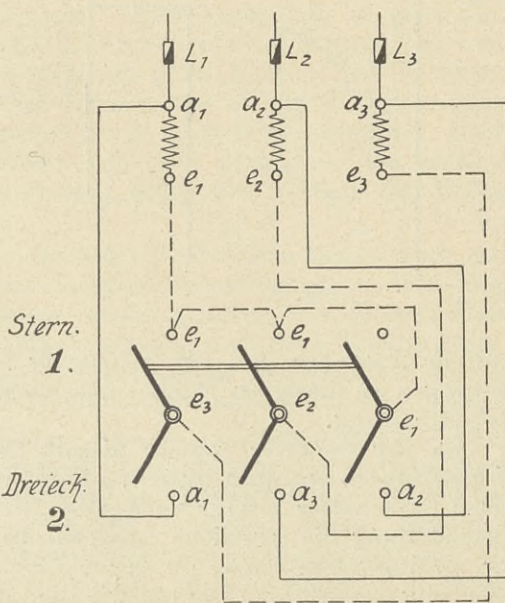 L₁ L₂ L₃
a₁ a₂ a₃
e₁ e₂ e₃
Stern. e₁ e₁
1.
e₃ e₂ e₁
Dreieck. a₁ a₃ a₂
2.